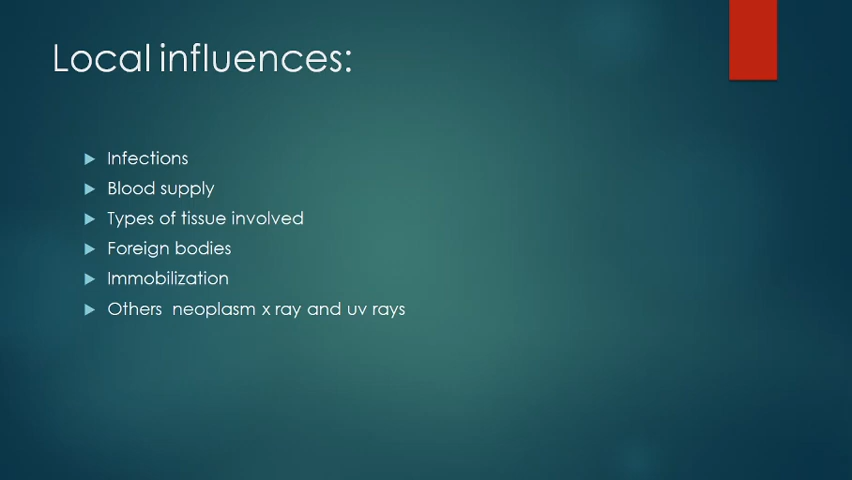 Local influences:
Infections
Blood supply
Types of tissue involved
Foreign bodies
Immobilization
Others neoplasm x ray and uv rays